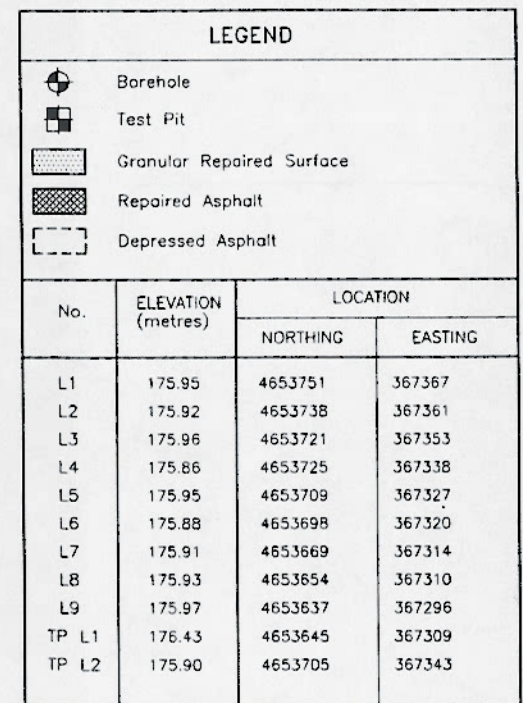 LEGEND
Borehole
Test Pit
Granular Repaired Surface
Repaired Asphalt
Depressed Asphalt
No. ELEVATION (metres) LOCATION
NORTHING EASTING
L1 175.95 4653751 367367
L2 175.92 4653738 367361
L3 175.96 4653721 367353
L4 175.86 4653725 367338
L5 175.95 4653709 367327
L6 175.88 4653698 367320
L7 175.91 4653669 367314
L8 175.93 4653654 367310
L9 175.97 4653637 367296
TP L1 176.43 4653645 367309
TP L2 175.90 4653705 367343